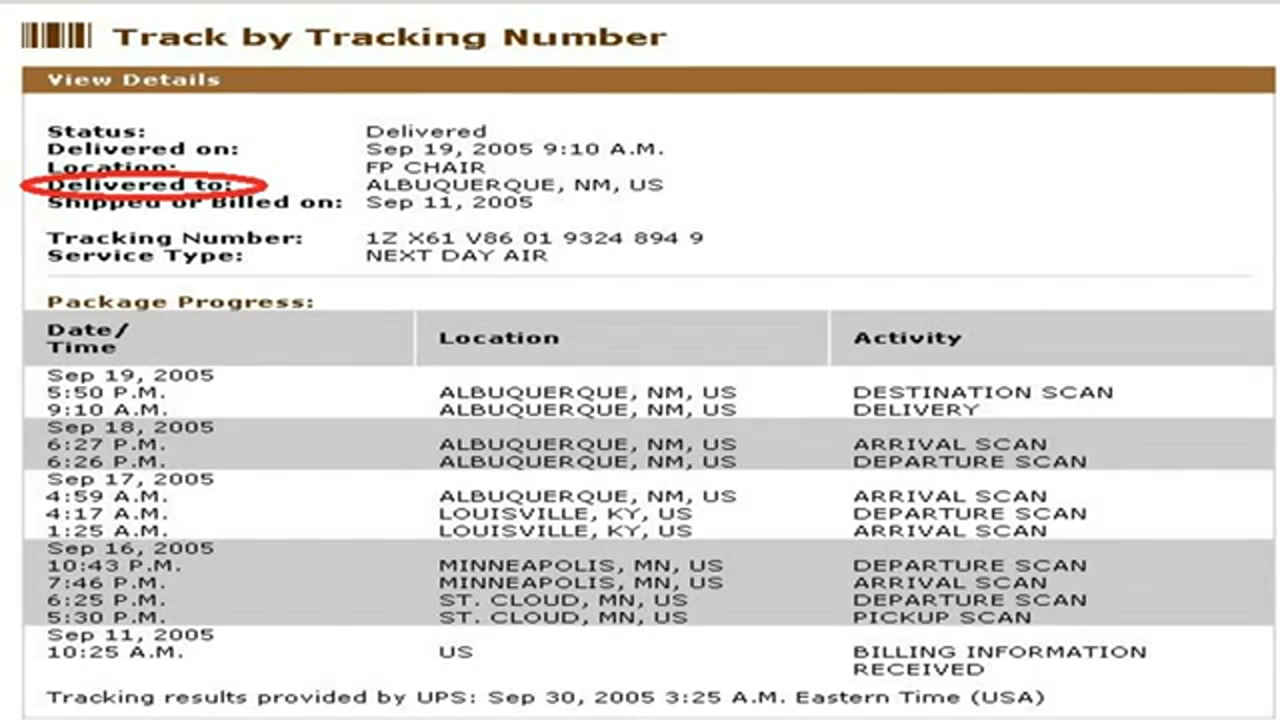 Track by Tracking Number
View Details
Status: Delivered
Delivered on: Sep 19, 2005 9:10 A.M.
Location: FP CHAIR
Delivered to: ALBUQUERQUE, NM, US
Shipped or Billed on: Sep 11, 2005
Tracking Number: 1Z X61 V86 01 9324 894 9
Service Type: NEXT DAY AIR
Package Progress:
Date/
Time Location Activity
Sep 19, 2005
5:50 P.M. ALBUQUERQUE, NM, US DESTINATION SCAN
9:10 A.M. ALBUQUERQUE, NM, US DELIVERY
Sep 18, 2005
6:27 P.M. ALBUQUERQUE, NM, US ARRIVAL SCAN
6:26 P.M. ALBUQUERQUE, NM, US DEPARTURE SCAN
Sep 17, 2005
4:59 A.M. ALBUQUERQUE, NM, US ARRIVAL SCAN
4:17 A.M. LOUISVILLE, KY, US DEPARTURE SCAN
1:25 A.M. LOUISVILLE, KY, US ARRIVAL SCAN
Sep 16, 2005
10:43 P.M. MINNEAPOLIS, MN, US DEPARTURE SCAN
7:46 P.M. MINNEAPOLIS, MN, US ARRIVAL SCAN
6:25 P.M. ST. CLOUD, MN, US DEPARTURE SCAN
5:30 P.M. ST. CLOUD, MN, US PICKUP SCAN
Sep 11, 2005
10:25 A.M. US BILLING INFORMATION
RECEIVED
Tracking results provided by UPS: Sep 30, 2005 3:25 A.M. Eastern Time (USA)